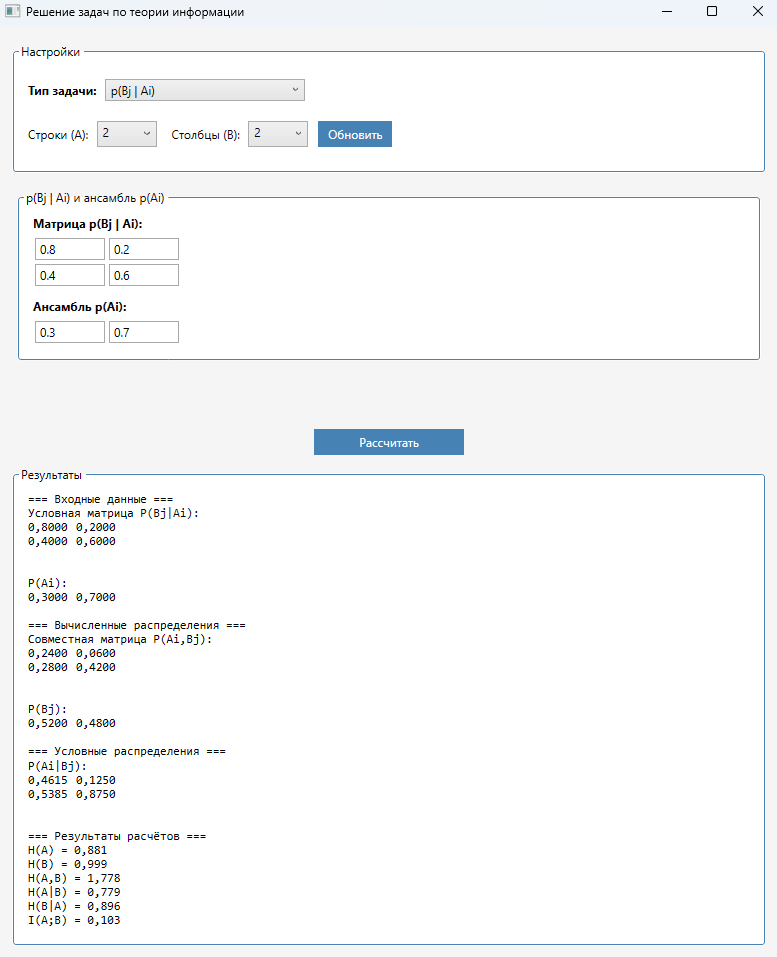 Решение задач по теории информации
Настройки
Тип задачи: p(Bj | Ai)
Строки (A): 2 Столбцы (B): 2 Обновить
p(Bj | Ai) и ансамбль p(Ai)
Матрица p(Bj | Ai):
0.8 0.2
0.4 0.6
Ансамбль p(Ai):
0.3 0.7
Рассчитать
Результаты
=== Входные данные ===
Условная матрица P(Bj|Ai):
0,8000 0,2000
0,4000 0,6000
P(Ai):
0,3000 0,7000
=== Вычисленные распределения ===
Совместная матрица P(Ai,Bj):
0,2400 0,0600
0,2800 0,4200
P(Bj):
0,5200 0,4800
=== Условные распределения ===
P(Ai|Bj):
0,4615 0,1250
0,5385 0,8750
=== Результаты расчётов ===
H(A) = 0,881
H(B) = 0,999
H(A,B) = 1,778
H(A|B) = 0,779
H(B|A) = 0,896
I(A;B) = 0,103